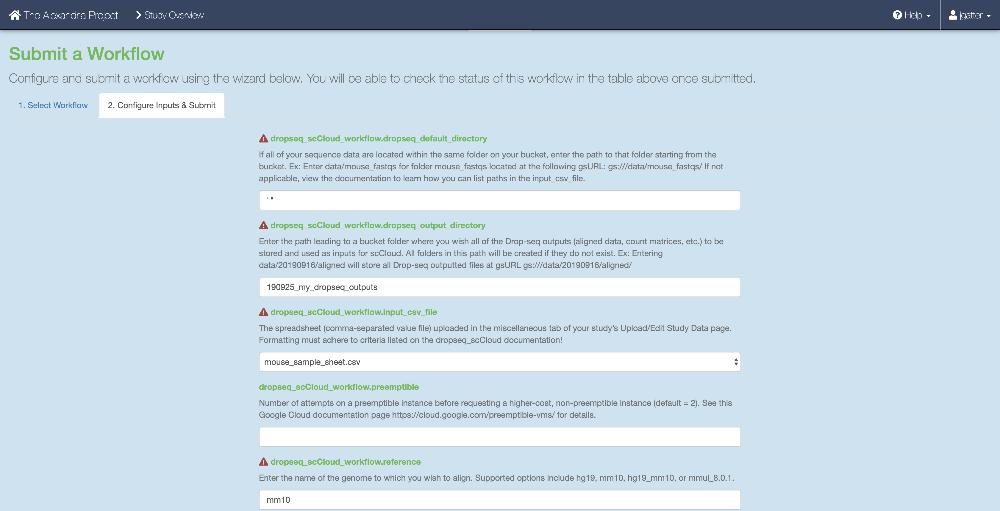 The Alexandria Project
Study Overview
Help
jgatter
Submit a Workflow
Configure and submit a workflow using the wizard below. You will be able to check the status of this workflow in the table above once submitted.
1. Select Workflow
2. Configure Inputs & Submit
dropseq_scCloud_workflow.dropseq_default_directory
If all of your sequence data are located within the same folder on your bucket, enter the path to that folder starting from the
bucket. Ex: Enter data/mouse_fastqs for folder mouse_fastqs located at the following gsURL: gs:///data/mouse_fastqs/ If not
applicable, view the documentation to learn how you can list paths in the input_csv_file.
""
dropseq_scCloud_workflow.dropseq_output_directory
Enter the path leading to a bucket folder where you wish all of the Drop-seq outputs (aligned data, count matrices, etc.) to be
stored and used as inputs for scCloud. All folders in this path will be created if they do not exist. Ex: Entering
data/20190916/aligned will store all Drop-seq outputted files at gsURL gs:///data/20190916/aligned/
190925_my_dropseq_outputs
dropseq_scCloud_workflow.input_csv_file
The spreadsheet (comma-separated value file) uploaded in the miscellaneous tab of your study’s Upload/Edit Study Data page.
Formatting must adhere to criteria listed on the dropseq_scCloud documentation!
mouse_sample_sheet.csv
dropseq_scCloud_workflow.preemptible
Number of attempts on a preemptible instance before requesting a higher-cost, non-preemptible instance (default = 2). See this
Google Cloud documentation page https://cloud.google.com/preemptible-vms/ for details.
dropseq_scCloud_workflow.reference
Enter the name of the genome to which you wish to align. Supported options include hg19, mm10, hg19_mm10, or mmul_8.0.1.
mm10